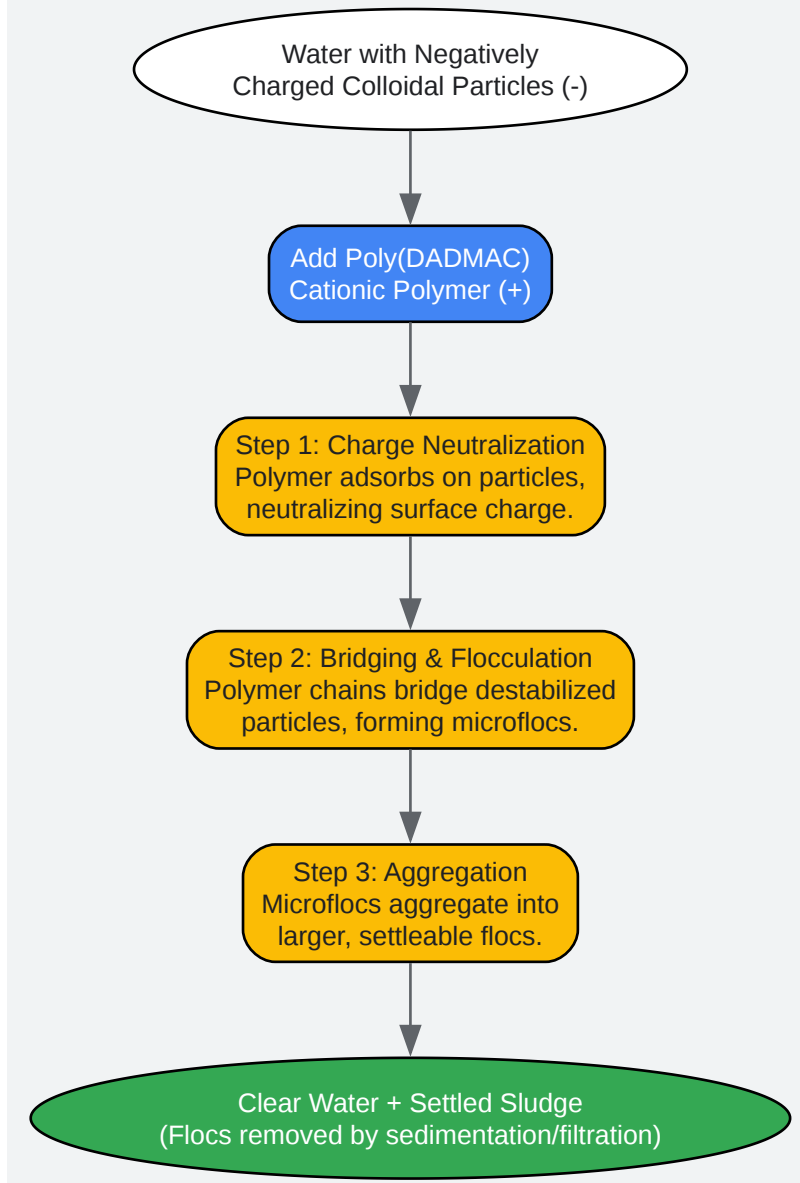 Water with Negatively
Charged Colloidal Particles (-)
Add Poly(DADMAC)
Cationic Polymer (+)
Step 1: Charge Neutralization
Polymer adsorbs on particles,
neutralizing surface charge.
Step 2: Bridging & Flocculation
Polymer chains bridge destabilized
particles, forming microflocs.
Step 3: Aggregation
Microflocs aggregate into
larger, settleable flocs.
Clear Water + Settled Sludge
(Flocs removed by sedimentation/filtration)